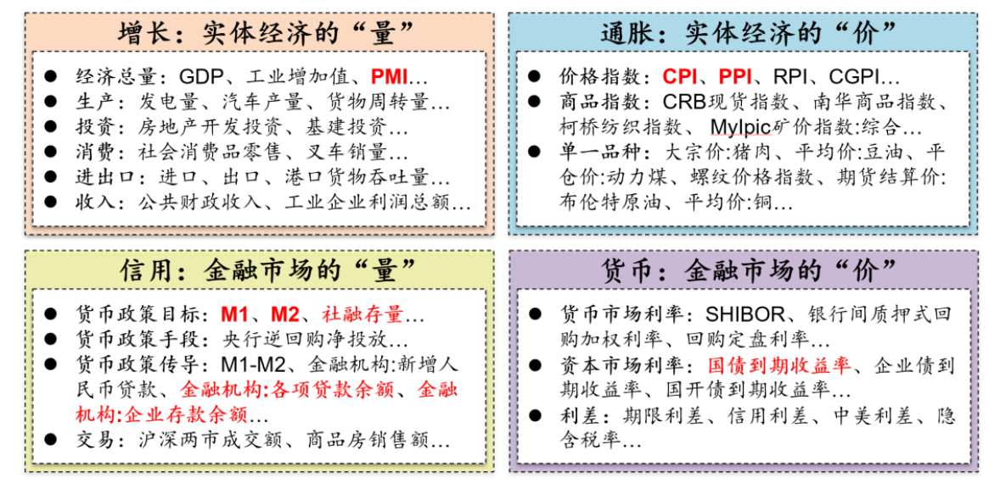 增长：实体经济的“量”
● 经济总量：GDP、工业增加值、PMI…
● 生产：发电量、汽车产量、货物周转量…
● 投资：房地产开发投资、基建投资…
● 消费：社会消费品零售、叉车销量…
● 进出口：进口、出口、港口货物吞吐量…
● 收入：公共财政收入、工业企业利润总额…
通胀：实体经济的“价”
● 价格指数：CPI、PPI、RPI、CGPI…
● 商品指数：CRB现货指数、南华商品指数、
柯桥纺织指数、 MyIpic矿价指数:综合…
● 单一品种：大宗价:猪肉、平均价:豆油、平
仓价:动力煤、螺纹价格指数、期货结算价:
布伦特原油、平均价:铜…
信用：金融市场的“量”
● 货币政策目标：M1、M2、社融存量…
● 货币政策手段：央行逆回购净投放…
● 货币政策传导：M1-M2、金融机构:新增人
民币贷款、金融机构:各项贷款余额、金融
机构:企业存款余额…
● 交易：沪深两市成交额、商品房销售额…
货币：金融市场的“价”
● 货币市场利率：SHIBOR、银行间质押式回
购加权利率、回购定盘利率…
● 资本市场利率：国债到期收益率、企业债到
期收益率、国开债到期收益率…
● 利差：期限利差、信用利差、中美利差、隐
含税率…